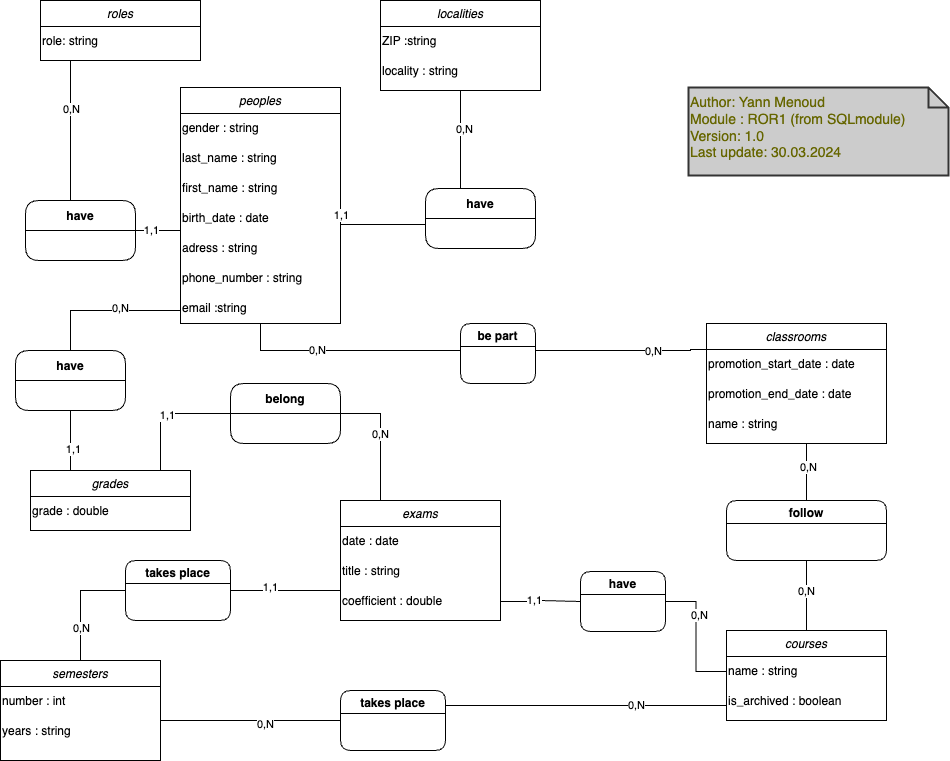 roles
role: string
localities
ZIP :string
locality : string
0,N
0,N
peoples
gender : string
last_name : string
first_name : string
birth_date : date
adress : string
phone_number : string
email :string
Author: Yann Menoud
Module : ROR1 (from SQLmodule)
Version: 1.0
Last update: 30.03.2024
have
1,1
1,1
have
0,N
have
1,1
0,N
be part
0,N
classrooms
promotion_start_date : date
promotion_end_date : date
name : string
belong
1,1
0,N
grades
grade : double
0,N
follow
0,N
exams
date : date
title : string
coefficient : double
takes place
1,1
0,N
have
1,1
0,N
courses
name : string
is_archived : boolean
semesters
number : int
years : string
takes place
0,N
0,N